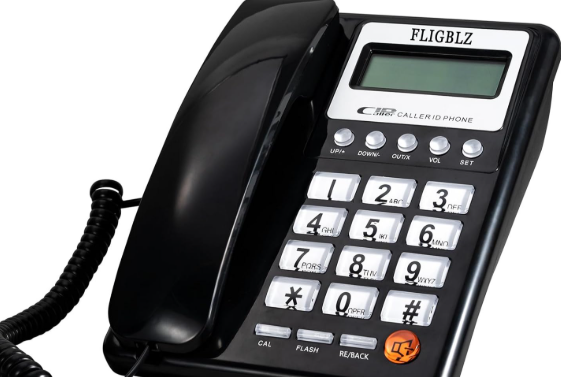 FLIGBLZ
CALLER ID PHONE
UP/+ DOWN/- OUT/X VOL SET
1 2 ABC 3 DEF
4 GHI 5 JKL 6 MNO
7 PQRS 8 TUV 9 WXYZ
* 0 OPER #
CAL FLASH RE/BACK